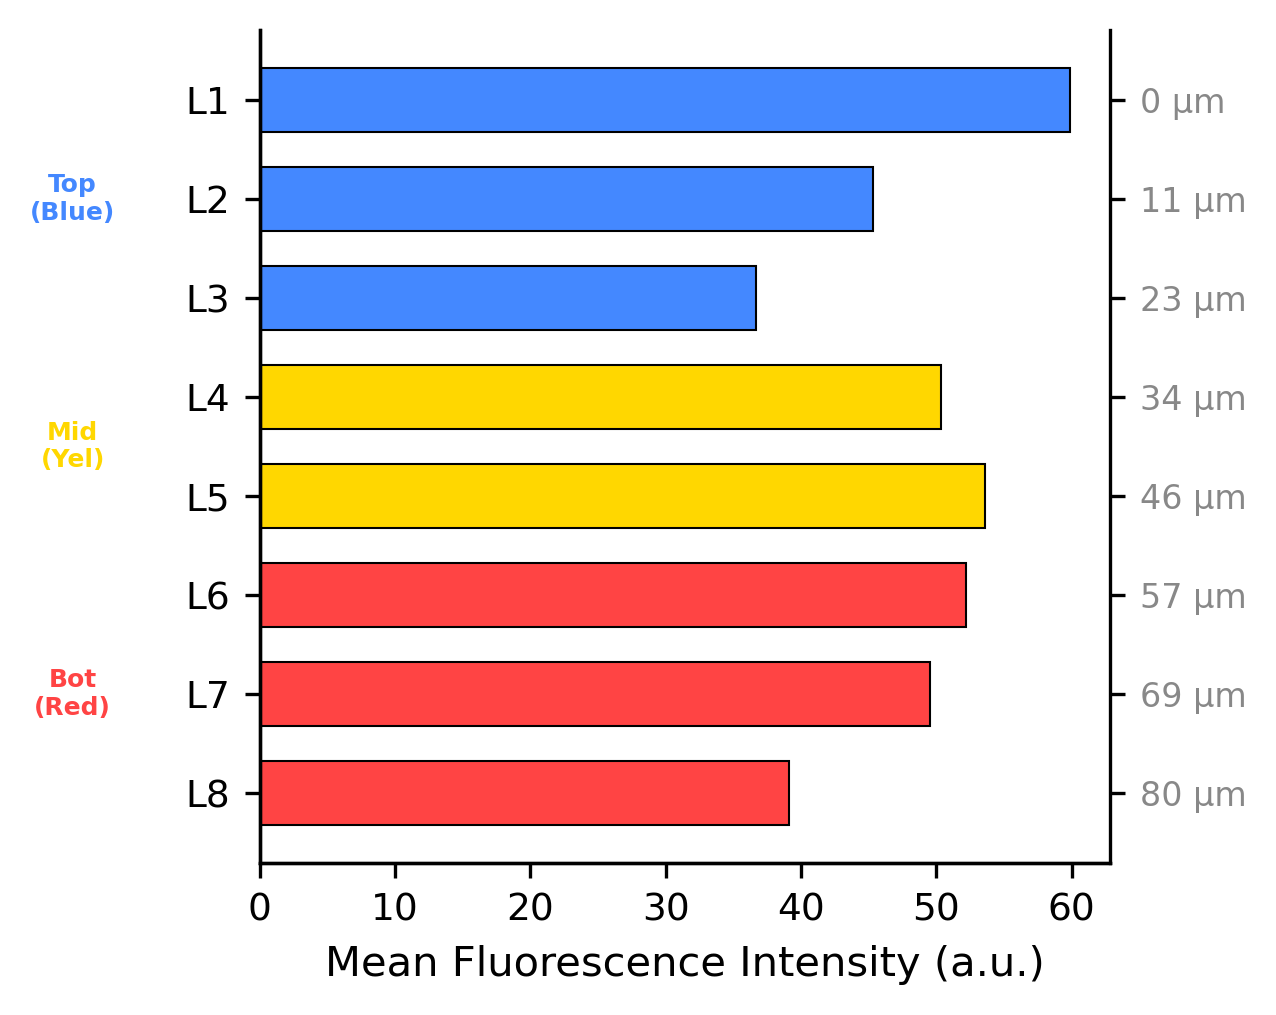 L1
0 µm
Top
(Blue)
L2
11 µm
L3
23 µm
L4
34 µm
Mid
(Yel)
L5
46 µm
L6
57 µm
Bot
(Red)
L7
69 µm
L8
80 µm
0 10 20 30 40 50 60
Mean Fluorescence Intensity (a.u.)